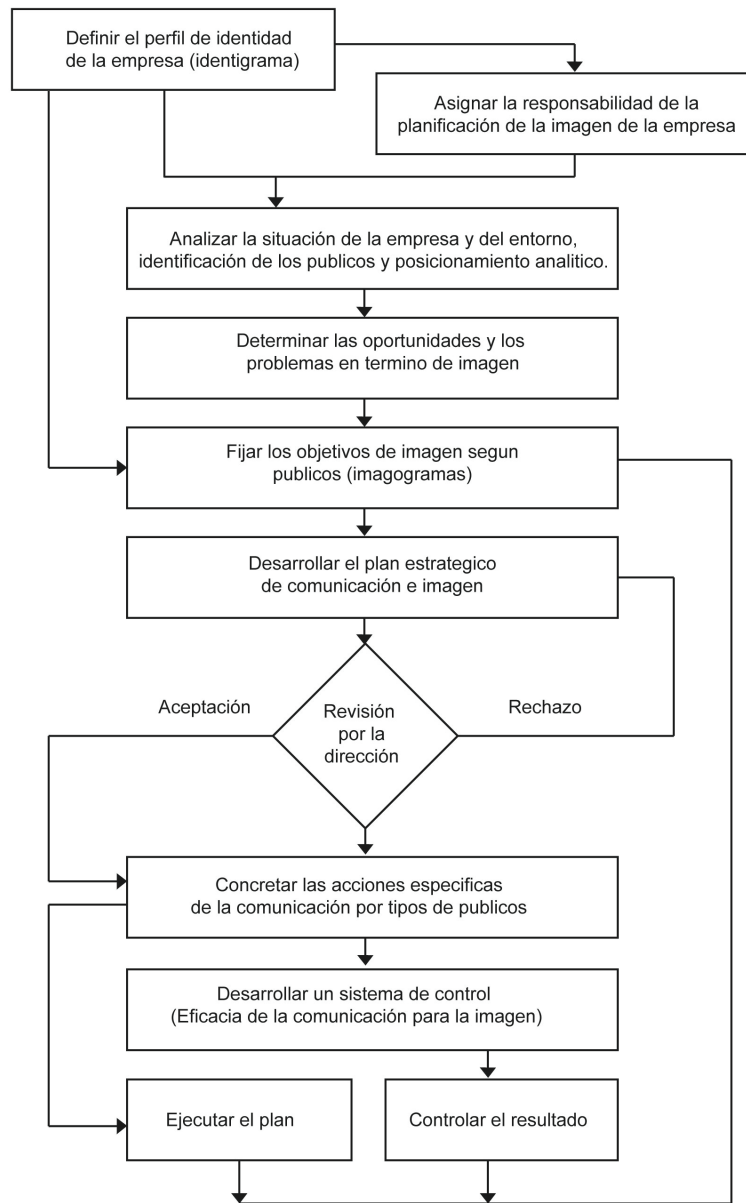 Definir el perfil de identidad
de la empresa (identigrama)
Asignar la responsabilidad de la
planificación de la imagen de la empresa
Analizar la situación de la empresa y del entorno,
identificación de los publicos y posicionamiento analitico.
Determinar las oportunidades y los
problemas en termino de imagen
Fijar los objetivos de imagen segun
publicos (imagogramas)
Desarrollar el plan estrategico
de comunicación e imagen
Aceptación
Revisión
por la
dirección
Rechazo
Concretar las acciones especificas
de la comunicación por tipos de publicos
Desarrollar un sistema de control
(Eficacia de la comunicación para la imagen)
Ejecutar el plan
Controlar el resultado